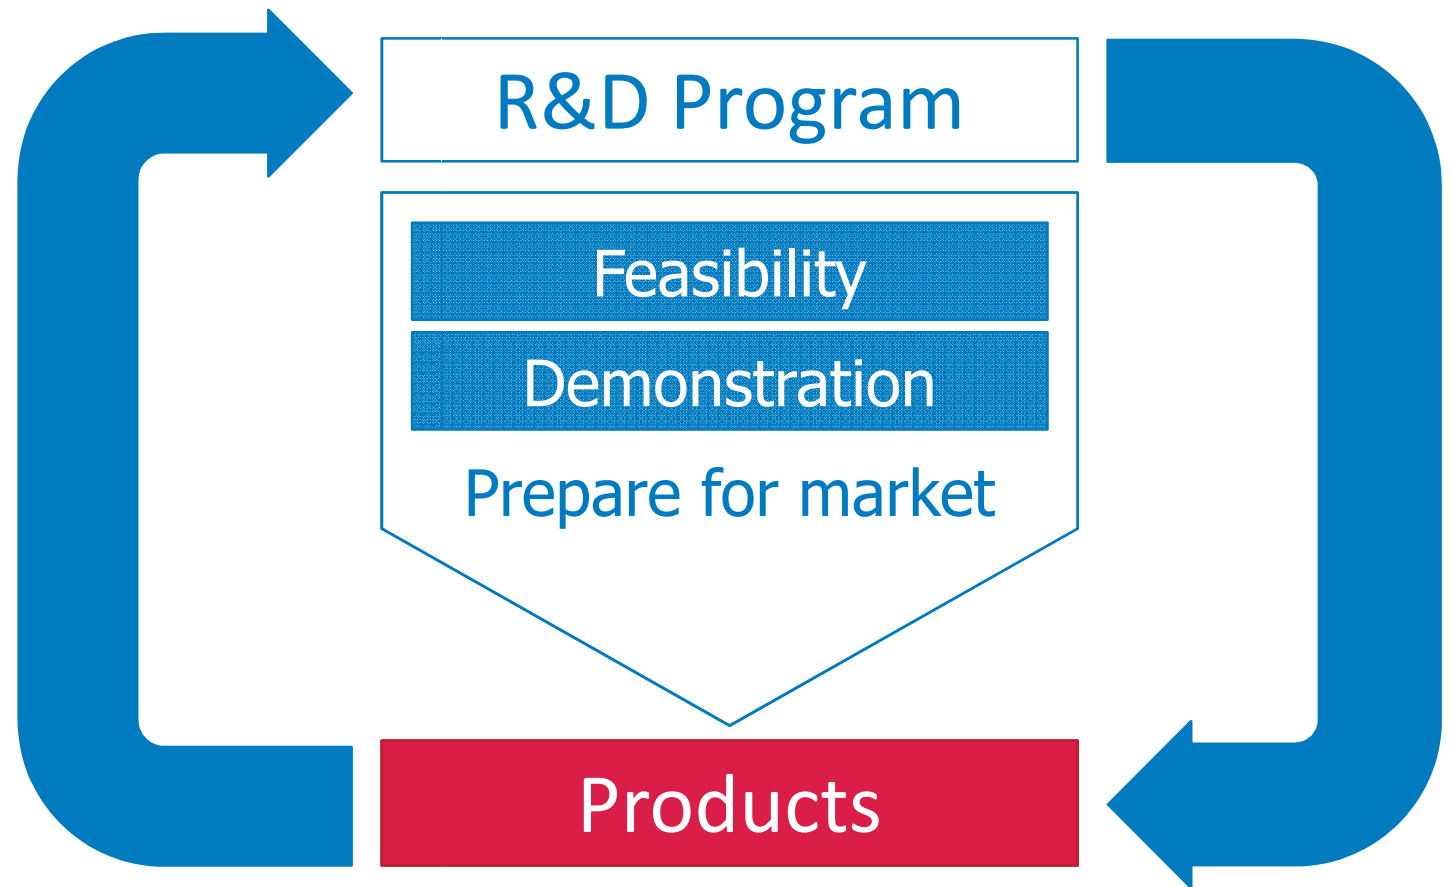 R&D Program
Feasibility
Demonstration
Prepare for market
Products